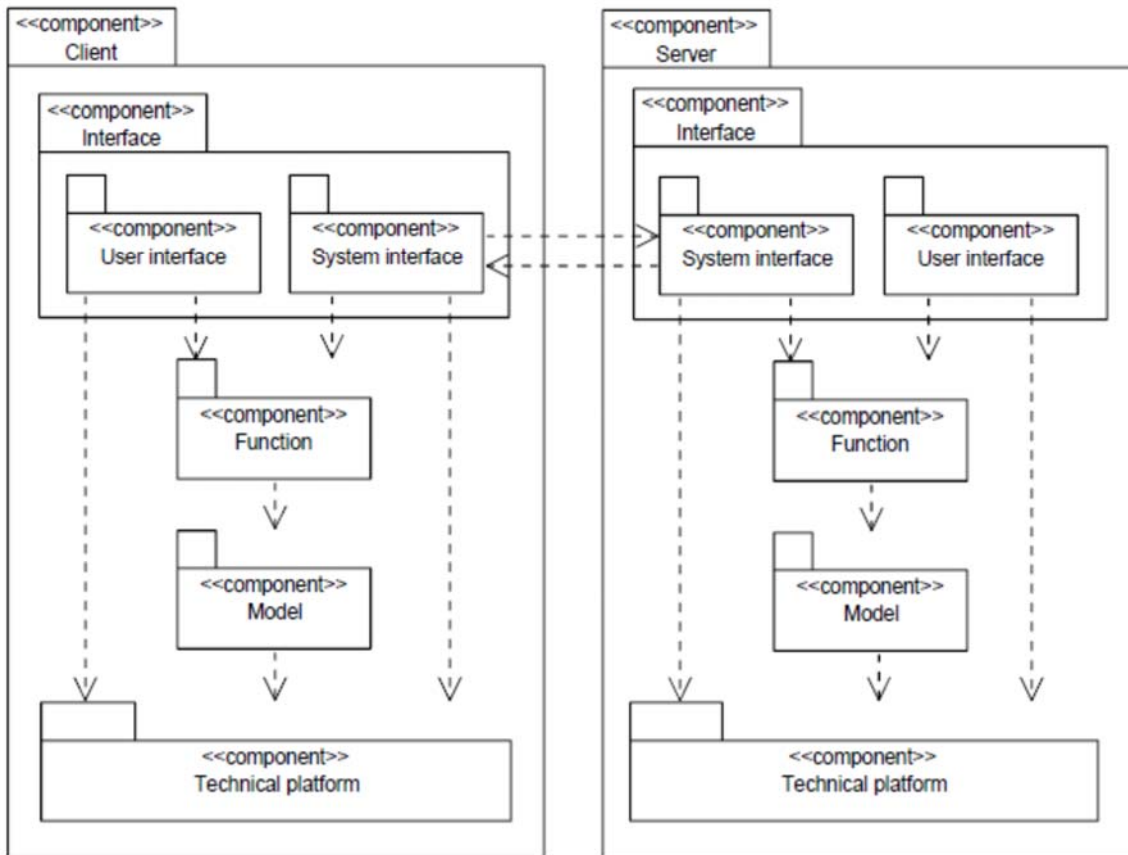 <<component>>
Client
<<component>>
Interface
<<component>>
User interface
<<component>>
System interface
<<component>>
Function
<<component>>
Model
<<component>>
Technical platform
<<component>>
Server
<<component>>
Interface
<<component>>
System interface
<<component>>
User interface
<<component>>
Function
<<component>>
Model
<<component>>
Technical platform